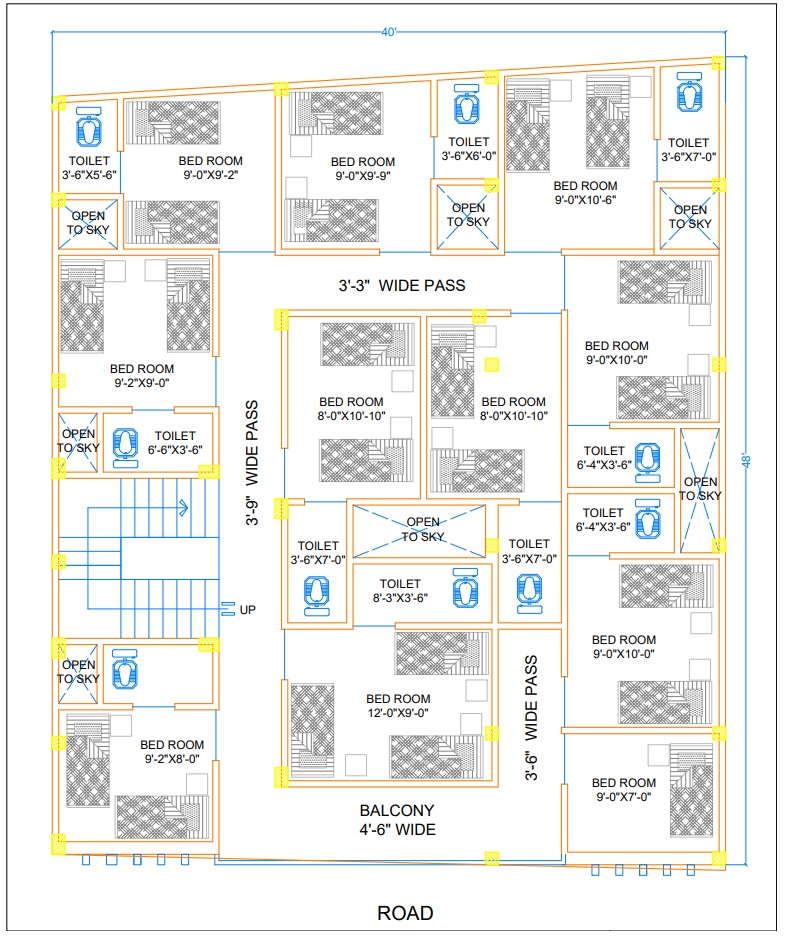 40'
TOILET
3'-6"X5'-6"
BED ROOM
9'-0"X9'-2"
BED ROOM
9'-0"X9'-9"
TOILET
3'-6"X6'-0"
BED ROOM
9'-0"X10'-6"
TOILET
3'-6"X7'-0"
OPEN
TO SKY
OPEN
TO SKY
OPEN
TO SKY
3'-3" WIDE PASS
BED ROOM
9'-2"X9'-0"
BED ROOM
8'-0"X10'-10"
BED ROOM
8'-0"X10'-10"
BED ROOM
9'-0"X10'-0"
OPEN
TO SKY
TOILET
6'-6"X3'-6"
3'-9" WIDE PASS
TOILET
6'-4"X3'-6"
OPEN
TO SKY
48'
TOILET
6'-4"X3'-6"
OPEN
TO SKY
TOILET
3'-6"X7'-0"
TOILET
3'-6"X7'-0"
TOILET
8'-3"X3'-6"
UP
OPEN
TO SKY
BED ROOM
9'-0"X10'-0"
BED ROOM
12'-0"X9'-0"
3'-6" WIDE PASS
BED ROOM
9'-2"X8'-0"
BED ROOM
9'-0"X7'-0"
BALCONY
4'-6" WIDE
ROAD